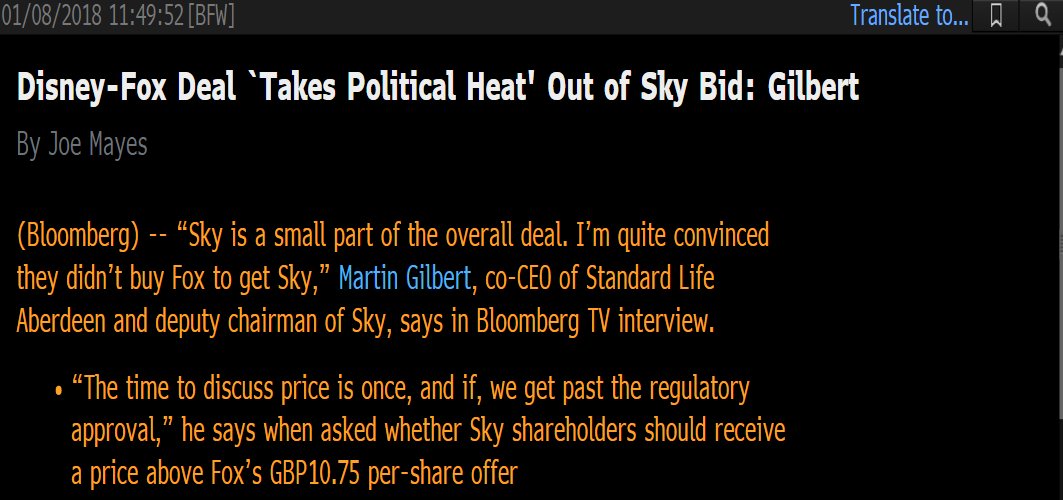 01/08/2018 11:49:52 [BFW]
Translate to...
Disney-Fox Deal `Takes Political Heat' Out of Sky Bid: Gilbert
By Joe Mayes
(Bloomberg) -- “Sky is a small part of the overall deal. I’m quite convinced
they didn’t buy Fox to get Sky,” Martin Gilbert, co-CEO of Standard Life
Aberdeen and deputy chairman of Sky, says in Bloomberg TV interview.
• “The time to discuss price is once, and if, we get past the regulatory
approval,” he says when asked whether Sky shareholders should receive
a price above Fox’s GBP10.75 per-share offer